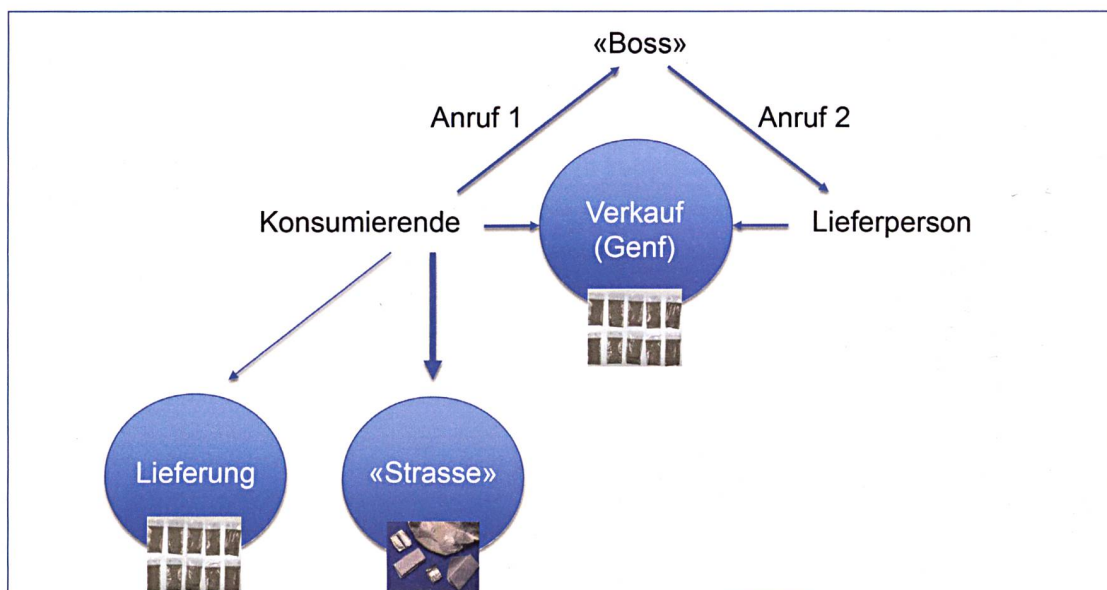 «Boss»
Anruf 1
Anruf 2
Konsumierende
Verkauf
(Genf)
Lieferperson
Lieferung
«Strasse»